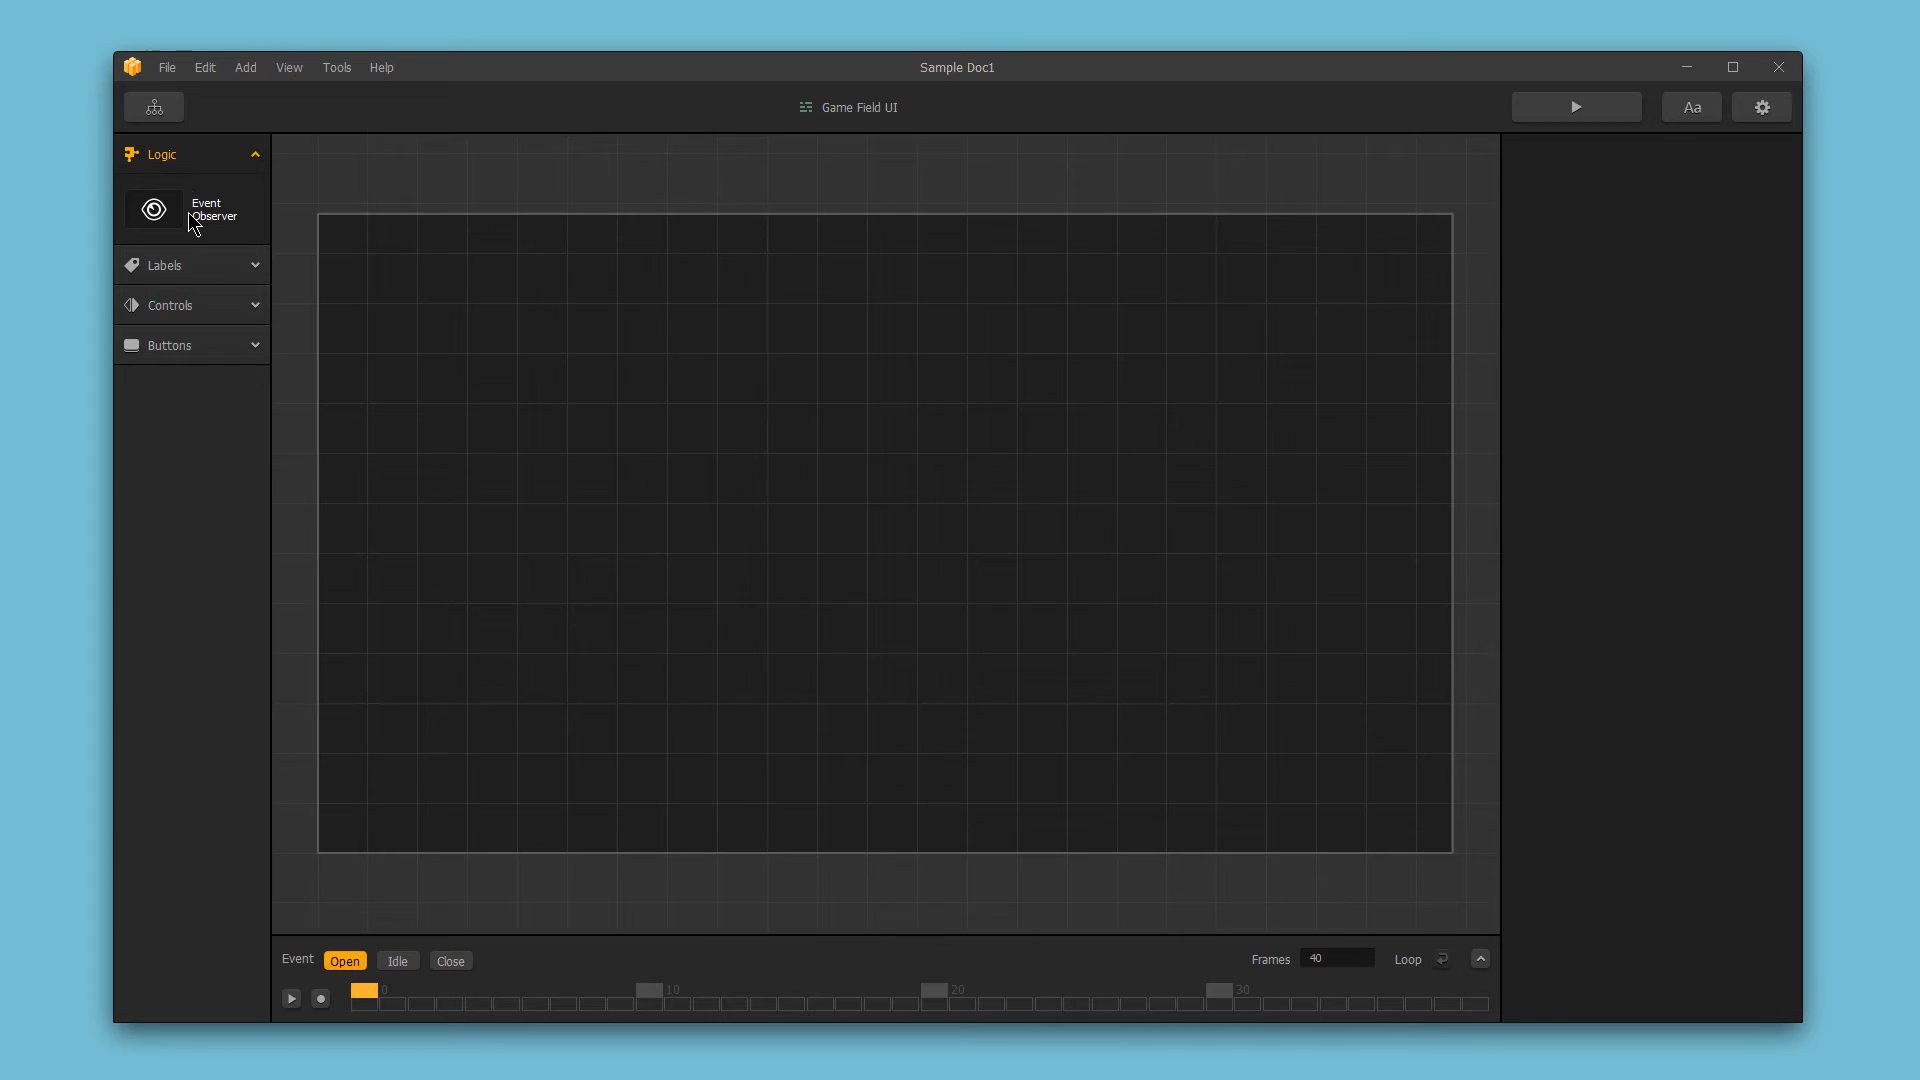 File Edit Add View Tools Help
Sample Doc1
Game Field UI
Aa
Logic
Event
Observer
Labels
Controls
Buttons
Event Open Idle Close
Frames 40 Loop
0 10 20 30